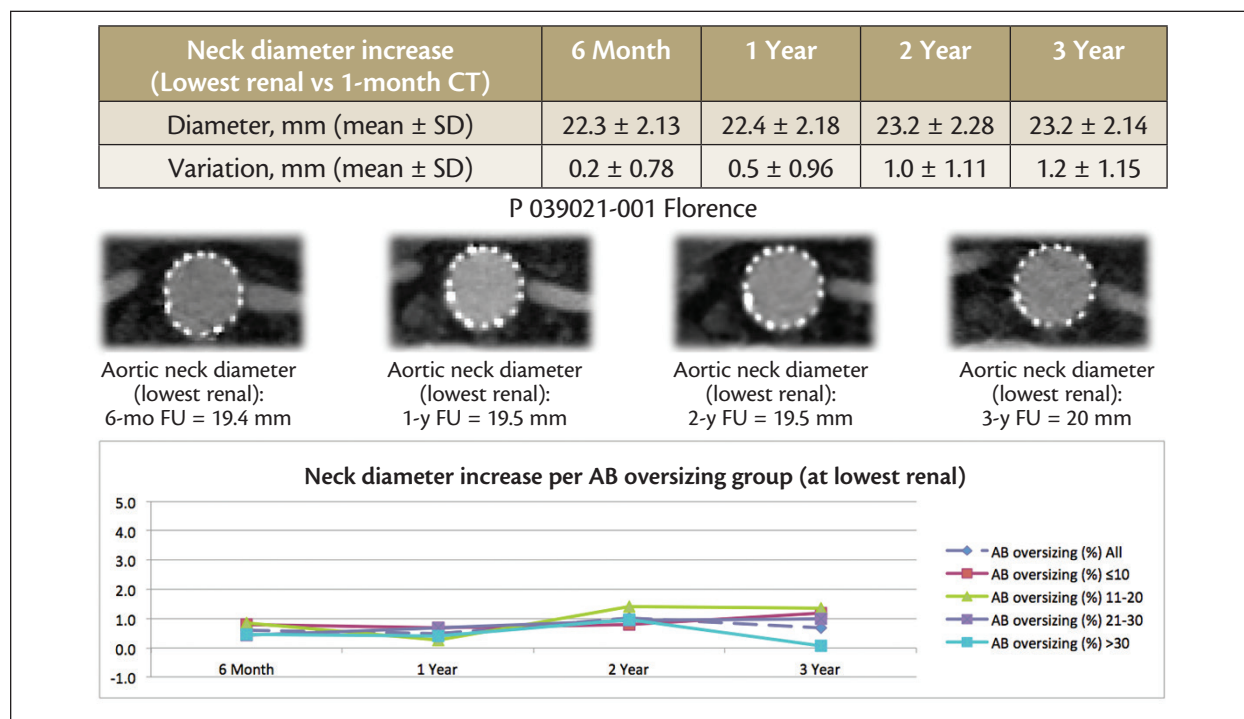 Neck diameter increase
(Lowest renal vs 1-month CT)
6 Month
1 Year
2 Year
3 Year
Diameter, mm (mean ± SD)
22.3 ± 2.13
22.4 ± 2.18
23.2 ± 2.28
23.2 ± 2.14
Variation, mm (mean ± SD)
0.2 ± 0.78
0.5 ± 0.96
1.0 ± 1.11
1.2 ± 1.15
P 039021-001 Florence
Aortic neck diameter
(lowest renal):
6-mo FU = 19.4 mm
Aortic neck diameter
(lowest renal):
1-y FU = 19.5 mm
Aortic neck diameter
(lowest renal):
2-y FU = 19.5 mm
Aortic neck diameter
(lowest renal):
3-y FU = 20 mm
Neck diameter increase per AB oversizing group (at lowest renal)
5.0
4.0
3.0
2.0
1.0
0.0
-1.0
6 Month
1 Year
2 Year
3 Year
AB oversizing (%) All
AB oversizing (%) ≤10
AB oversizing (%) 11-20
AB oversizing (%) 21-30
AB oversizing (%) >30